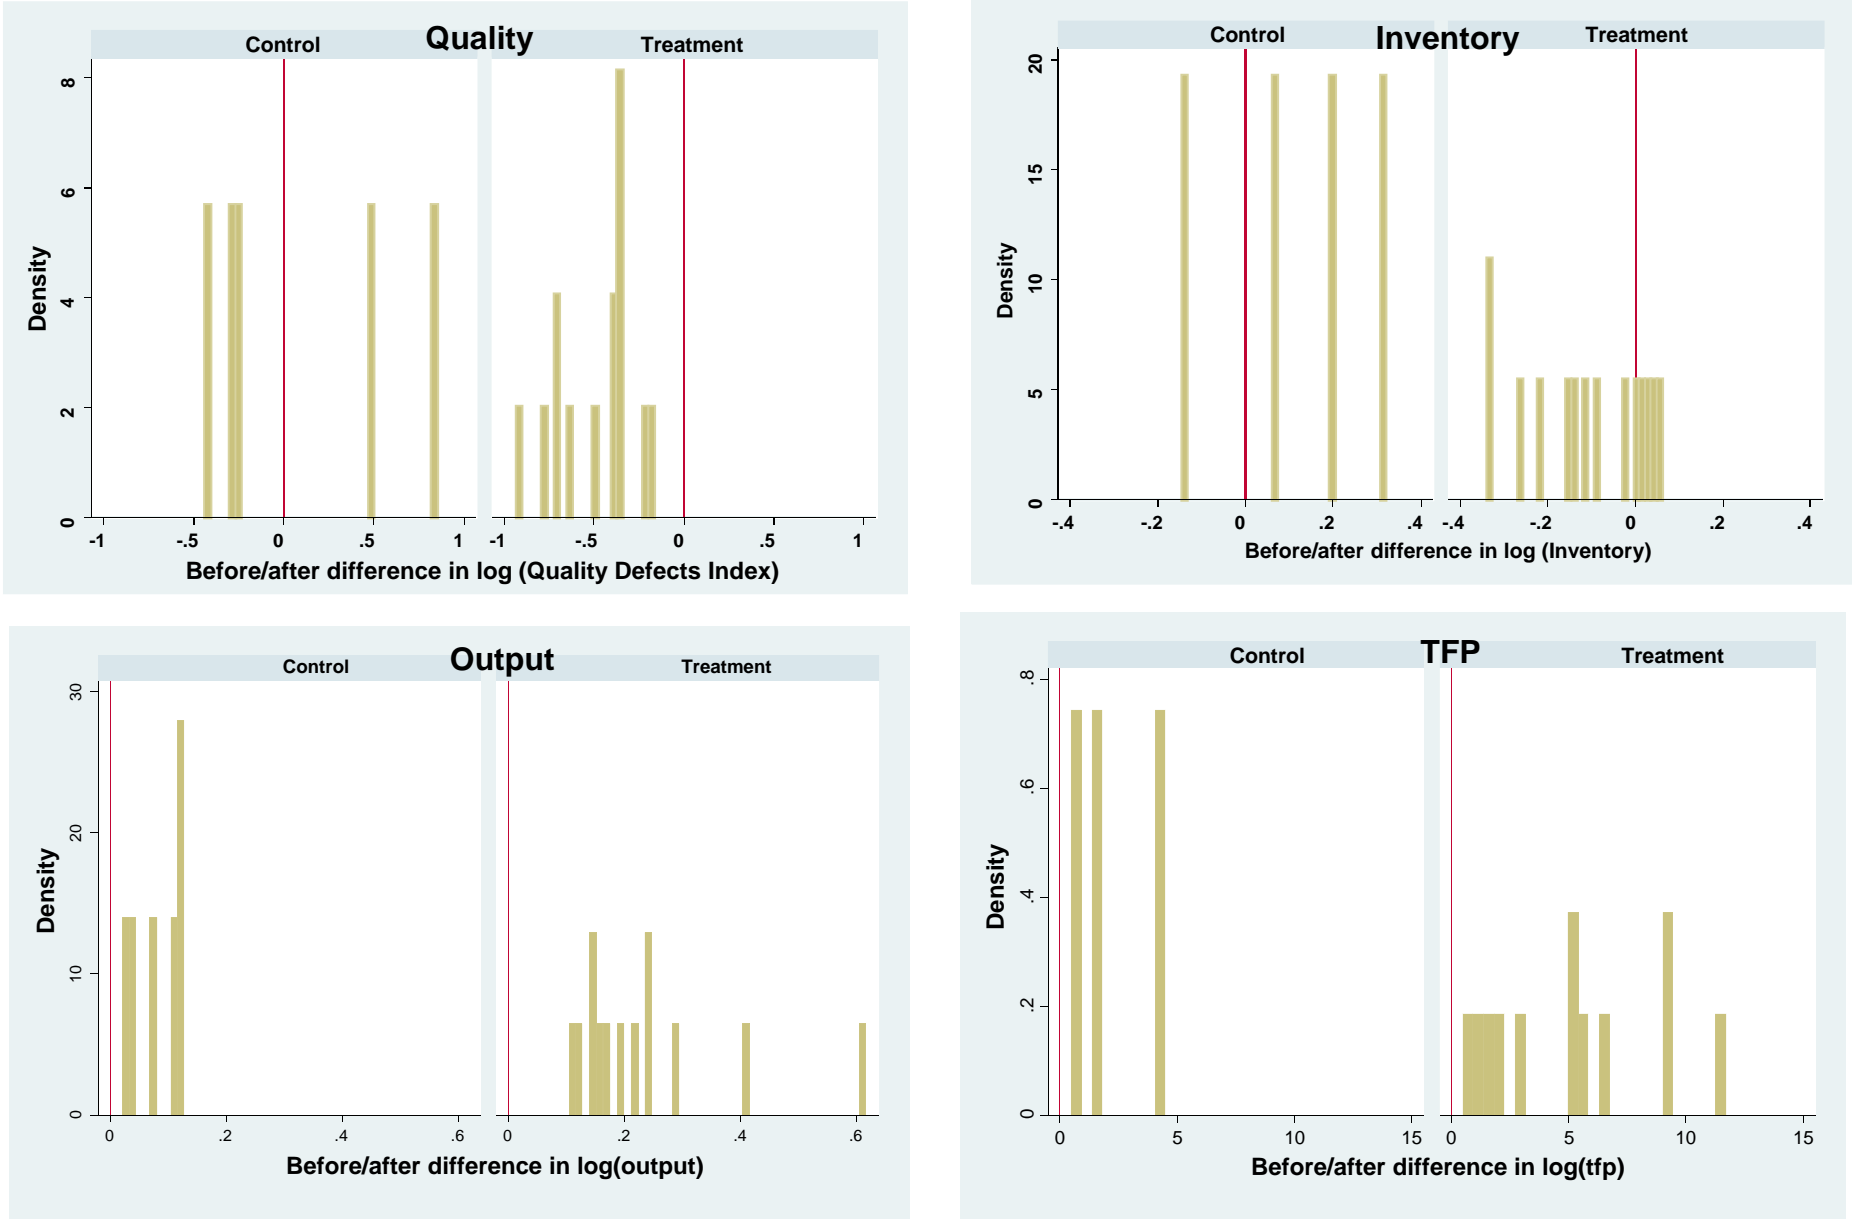 Quality
Control Treatment
Density
8
6
4
2
0
-1 -.5 0 .5 1 -1 -.5 0 .5 1
Before/after difference in log (Quality Defects Index)
Inventory
Control Treatment
Density
20
15
10
5
0
-.4 -.2 0 .2 .4 -.4 -.2 0 .2 .4
Before/after difference in log (Inventory)
Output
Control Treatment
Density
30
20
10
0
0 .2 .4 .6 0 .2 .4 .6
Before/after difference in log(output)
TFP
Control Treatment
Density
.8
.6
.4
.2
0
0 5 10 15 0 5 10 15
Before/after difference in log(tfp)